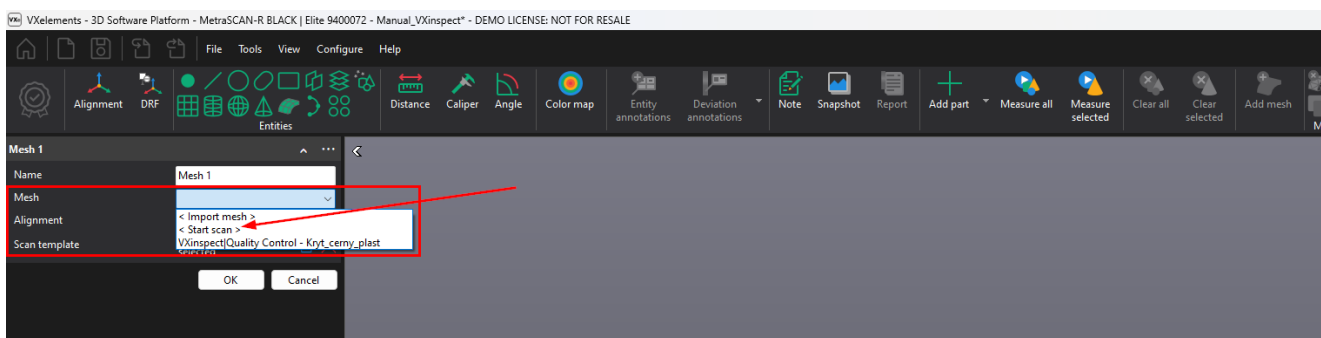 VXelements - 3D Software Platform - MetraSCAN-R BLACK | Elite 9400072 - Manual_VXinspect* - DEMO LICENSE: NOT FOR RESALE
File Tools View Configure Help
Alignment DRF Entities Distance Caliper Angle Color map Entity annotations Deviation annotations Note Snapshot Report Add part Measure all Measure selected Clear all Clear selected Add mesh M
Mesh 1
Name Mesh 1
Mesh
Alignment < Import mesh >
< Start scan >
Scan template VXinspect|Quality Control - Kryt_cerny_plast
selected
OK Cancel